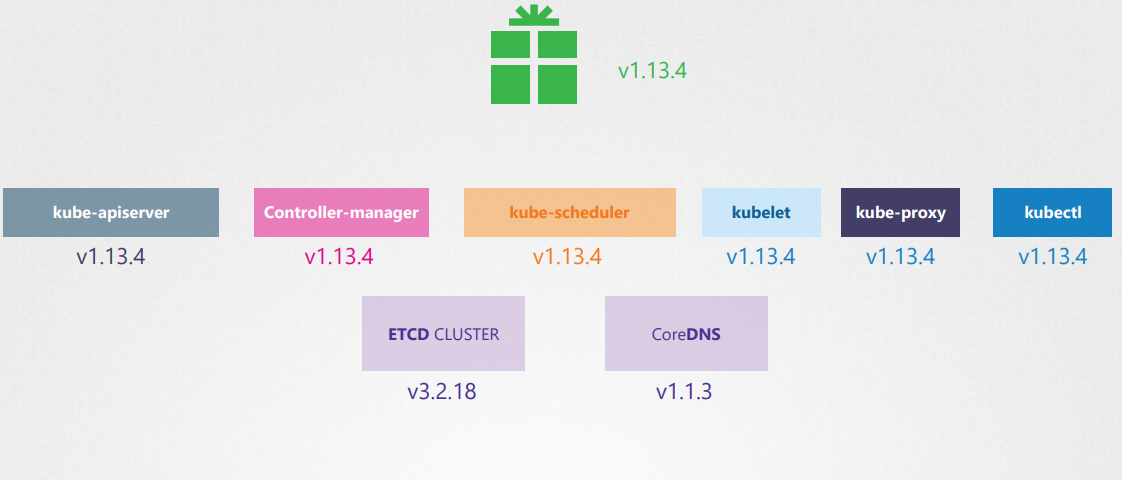 v1.13.4
kube-apiserver
Controller-manager
kube-scheduler
kubelet
kube-proxy
kubectl
v1.13.4
v1.13.4
v1.13.4
v1.13.4
v1.13.4
v1.13.4
ETCD CLUSTER
CoreDNS
v3.2.18
v1.1.3